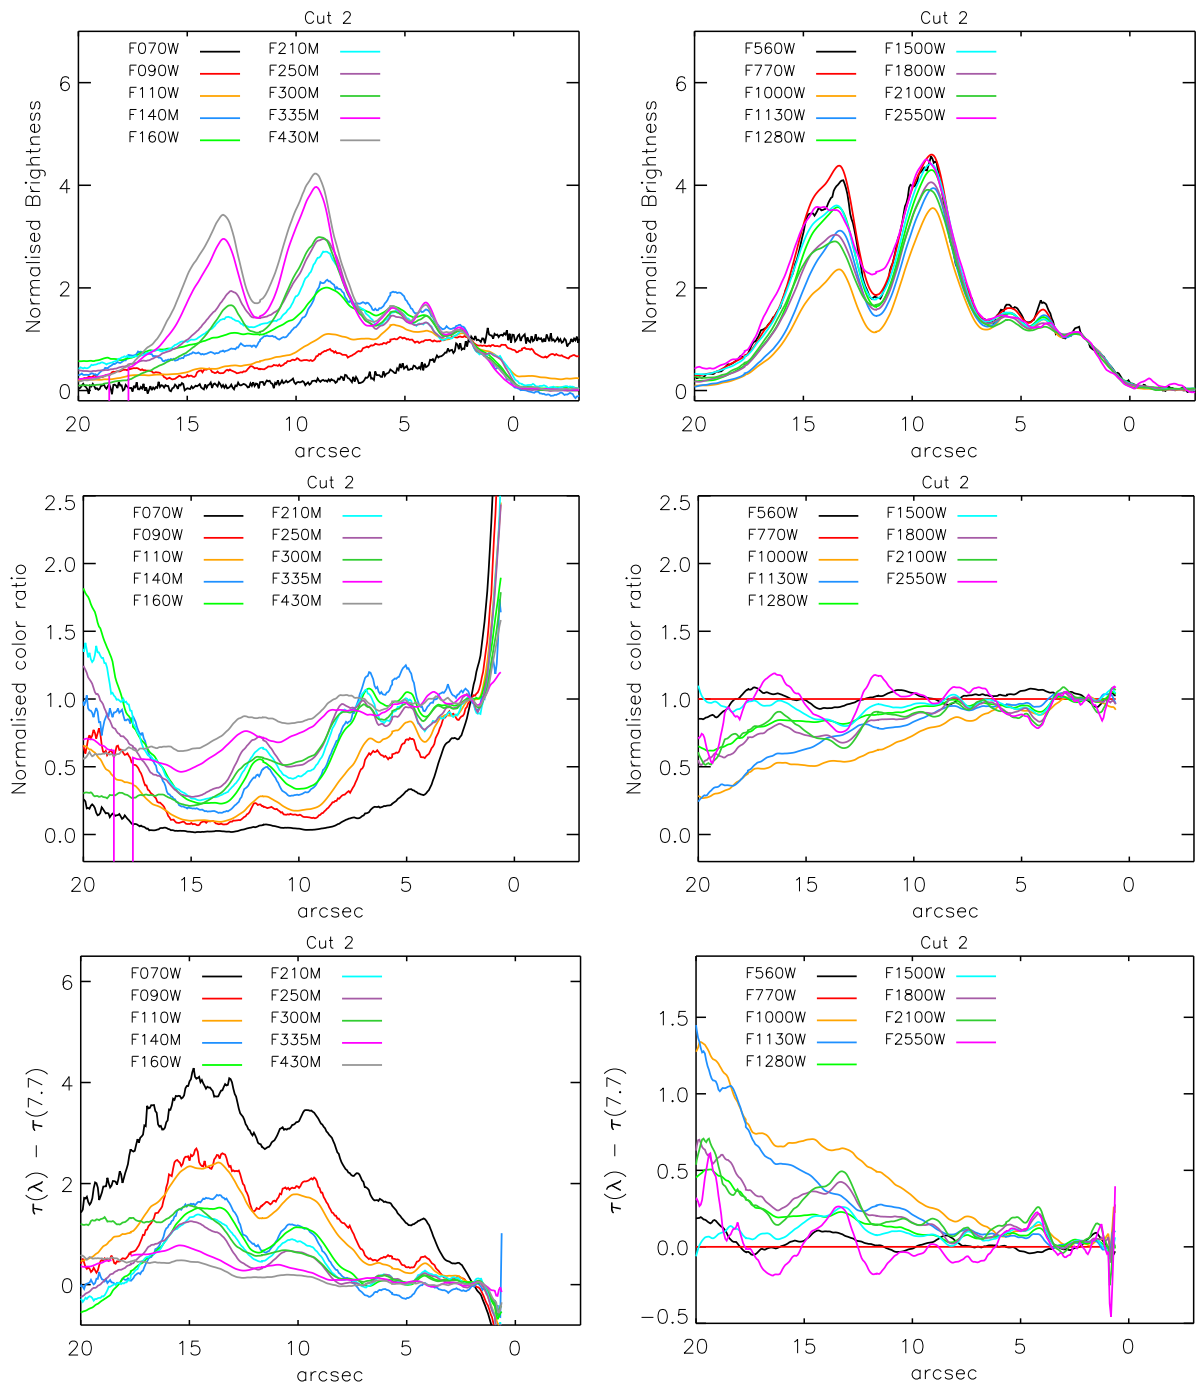 Cut 2
F070W F210M
F090W F250M
F110W F300M
F140M F335M
F160W F430M
Normalised Brightness
6
4
2
0
20 15 10 5 0
arcsec
Cut 2
F560W F1500W
F770W F1800W
F1000W F2100W
F1130W F2550W
F1280W
Normalised Brightness
6
4
2
0
20 15 10 5 0
arcsec
Cut 2
F070W F210M
F090W F250M
F110W F300M
F140M F335M
F160W F430M
Normalised color ratio
2.5
2.0
1.5
1.0
0.5
0.0
20 15 10 5 0
arcsec
Cut 2
F560W F1500W
F770W F1800W
F1000W F2100W
F1130W F2550W
F1280W
Normalised color ratio
2.5
2.0
1.5
1.0
0.5
0.0
20 15 10 5 0
arcsec
Cut 2
F070W F210M
F090W F250M
F110W F300M
F140M F335M
F160W F430M
τ(λ) − τ(7.7)
6
4
2
0
20 15 10 5 0
arcsec
Cut 2
F560W F1500W
F770W F1800W
F1000W F2100W
F1130W F2550W
F1280W
τ(λ) − τ(7.7)
1.5
1.0
0.5
0.0
−0.5
20 15 10 5 0
arcsec